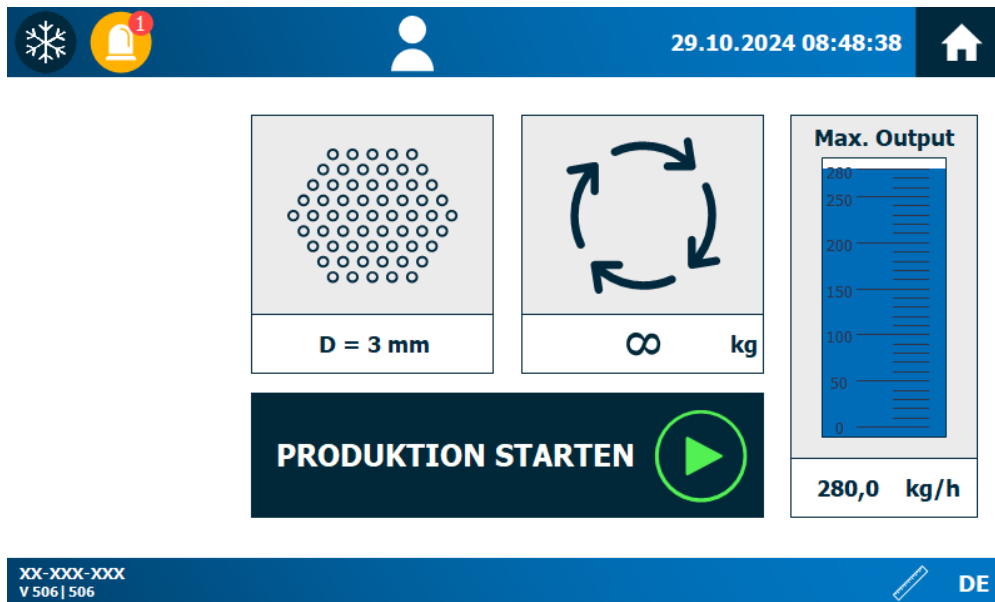 1
29.10.2024 08:48:38
Max. Output
280
250
200
150
100
50
0
D = 3 mm
∞ kg
PRODUKTION STARTEN
280,0 kg/h
XX-XXX-XXX
V 506| 506
DE